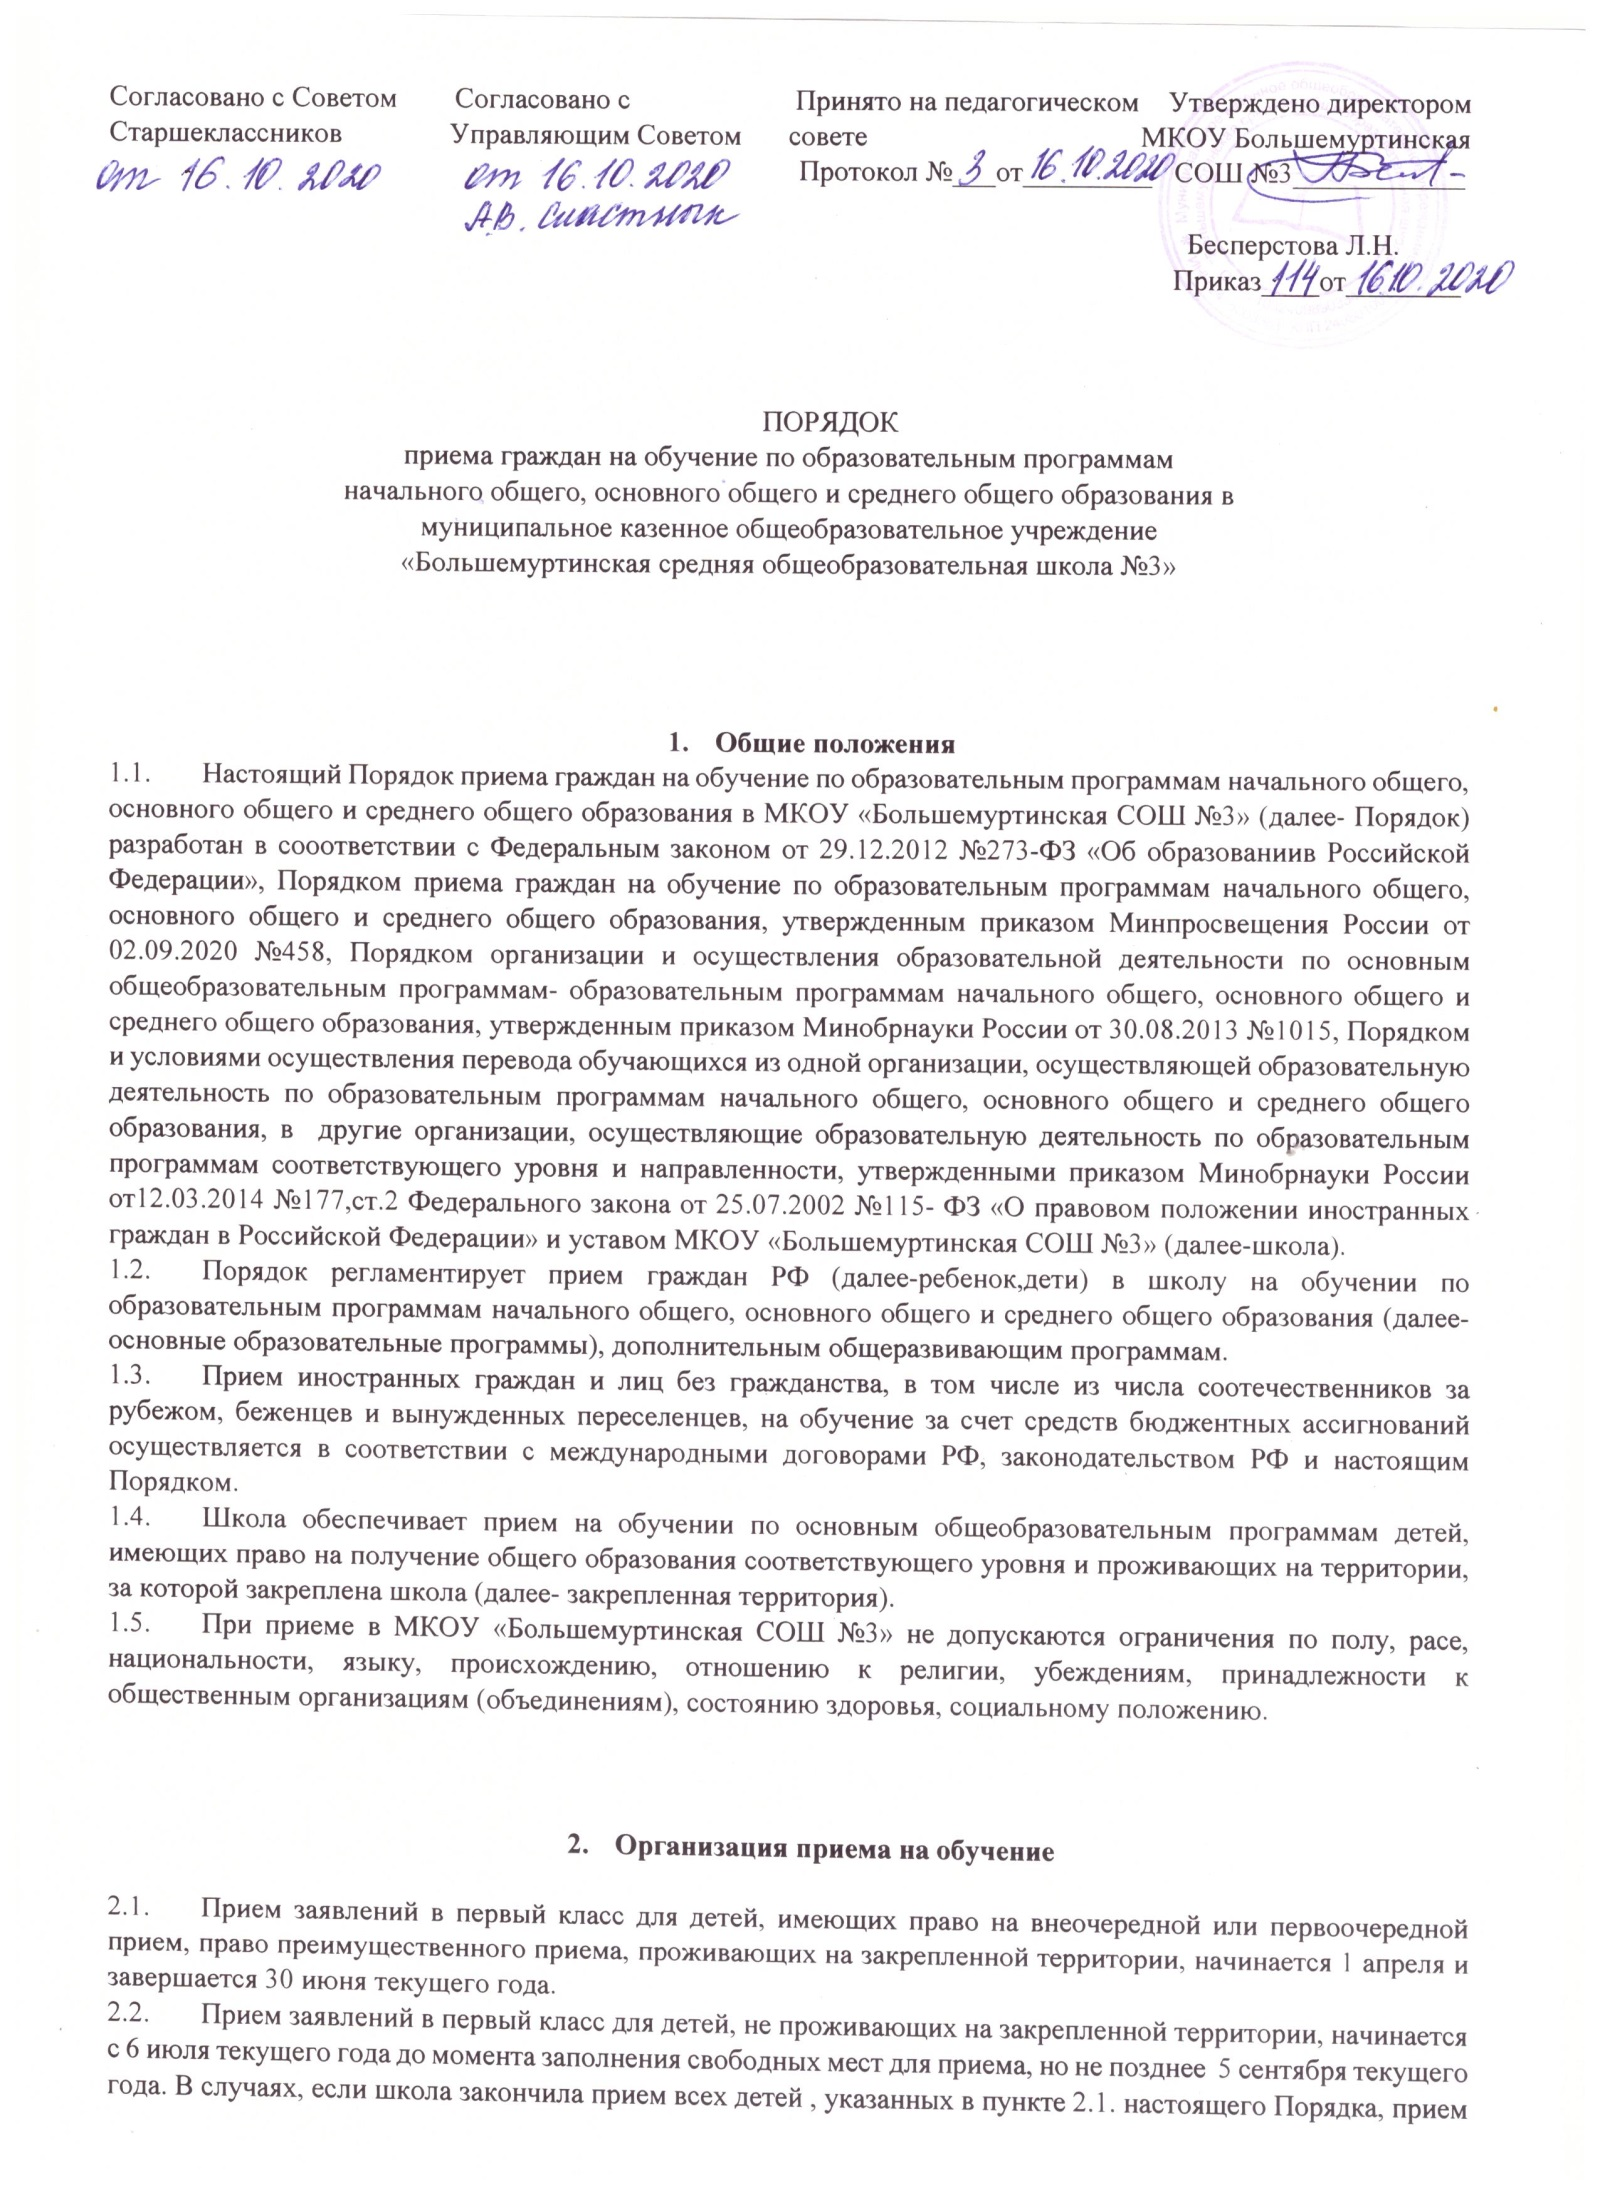 Согласовано с Советом
Старшеклассников
от 16.10.2020
Согласовано с
Управляющим Советом
от 16.10.2020
А.В.
Принято на педагогическом
совете
Протокол № 3 от 16.10.2020
Утверждено директором
МКОУ Большемуртинская
СОШ №3
Бесперстова Л.Н.
Приказ 114 от 16.10.2020
ПОРЯДОК
приема граждан на обучение по образовательным программам
начального общего, основного общего и среднего общего образования в
муниципальное казенное общеобразовательное учреждение
«Большемуртинская средняя общеобразовательная школа №3»
1. Общие положения
1.1. Настоящий Порядок приема граждан на обучение по образовательным программам начального общего,
основного общего и среднего общего образования в МКОУ «Большемуртинская СОШ №3» (далее- Порядок)
разработан в сооответствии с Федеральным законом от 29.12.2012 №273-ФЗ «Об образованиив Российской
Федерации», Порядком приема граждан на обучение по образовательным программам начального общего,
основного общего и среднего общего образования, утвержденным приказом Минпросвещения России от
02.09.2020 №458, Порядком организации и осуществления образовательной деятельности по основным
общеобразовательным программам- образовательным программам начального общего, основного общего и
среднего общего образования, утвержденным приказом Минобрнауки России от 30.08.2013 №1015, Порядком
и условиями осуществления перевода обучающихся из одной организации, осуществляющей образовательную
деятельность по образовательным программам начального общего, основного общего и среднего общего
образования, в другие организации, осуществляющие образовательную деятельность по образовательным
программам соответствующего уровня и направленности, утвержденными приказом Минобрнауки России
от12.03.2014 №177,ст.2 Федерального закона от 25.07.2002 №115- ФЗ «О правовом положении иностранных
граждан в Российской Федерации» и уставом МКОУ «Большемуртинская СОШ №3» (далее-школа).
1.2. Порядок регламентирует прием граждан РФ (далее-ребенок,дети) в школу на обучении по
образовательным программам начального общего, основного общего и среднего общего образования (далее-
основные образовательные программы), дополнительным общеразвивающим программам.
1.3. Прием иностранных граждан и лиц без гражданства, в том числе из числа соотечественников за
рубежом, беженцев и вынужденных переселенцев, на обучение за счет средств бюджентных ассигнований
осуществляется в соответствии с международными договорами РФ, законодательством РФ и настоящим
Порядком.
1.4. Школа обеспечивает прием на обучении по основным общеобразовательным программам детей,
имеющих право на получение общего образования соответствующего уровня и проживающих на территории,
за которой закреплена школа (далее- закрепленная территория).
1.5. При приеме в МКОУ «Большемуртинская СОШ №3» не допускаются ограничения по полу, расе,
национальности, языку, происхождению, отношению к религии, убеждениям, принадлежности к
общественным организациям (объединениям), состоянию здоровья, социальному положению.
2. Организация приема на обучение
2.1. Прием заявлений в первый класс для детей, имеющих право на внеочередной или первоочередной
прием, право преимущественного приема, проживающих на закрепленной территории, начинается 1 апреля и
завершается 30 июня текущего года.
2.2. Прием заявлений в первый класс для детей, не проживающих на закрепленной территории, начинается
с 6 июля текущего года до момента заполнения свободных мест для приема, но не позднее 5 сентября текущего
года. В случаях, если школа закончила прием всех детей , указанных в пункте 2.1. настоящего Порядка, прием